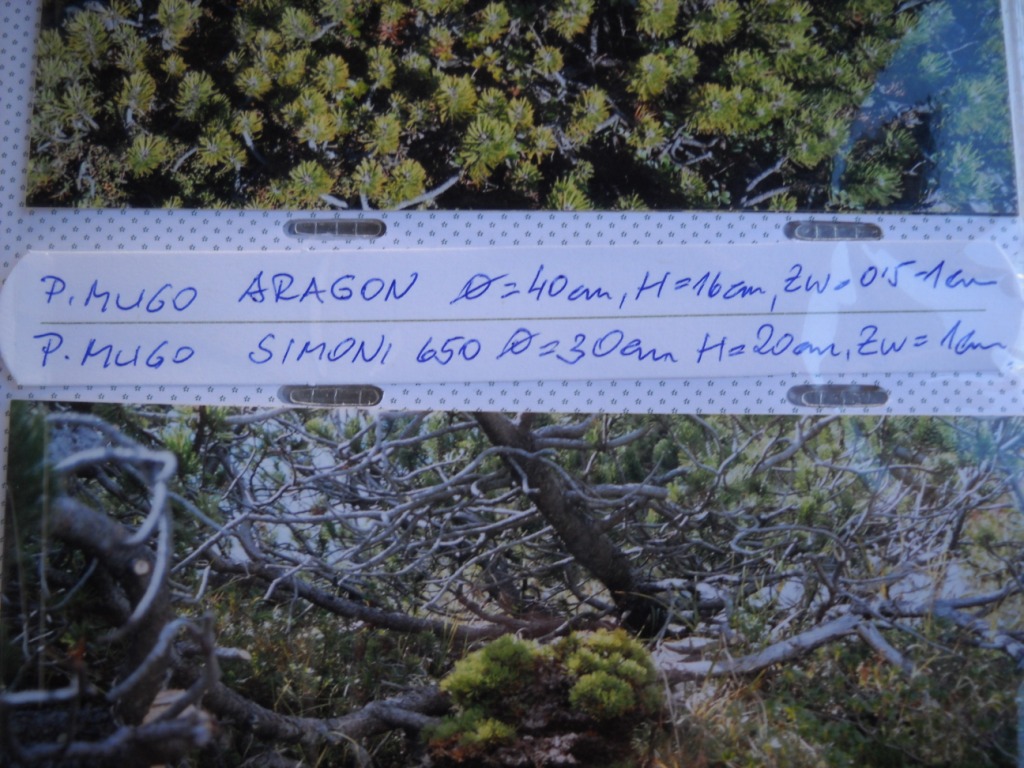 P. MUGO ARAGON Ø=40cm, H=16cm, ZW=0'5-1cm
P. MUGO SIMONI 650 Ø=30cm H=20cm, ZW=1cm